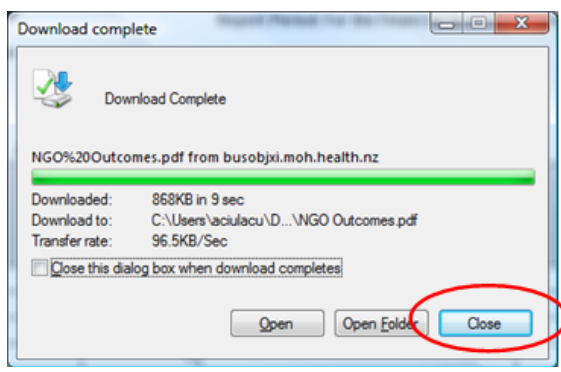 Download complete
Download Complete
NGO%20Outcomes.pdf from busobjxi.moh.health.nz
Downloaded: 868KB in 9 sec
Download to: C:\Users\aciulacu\D...\NGO Outcomes.pdf
Transfer rate: 96.5KB/Sec
Close this dialog box when download completes
Open Open Folder Close